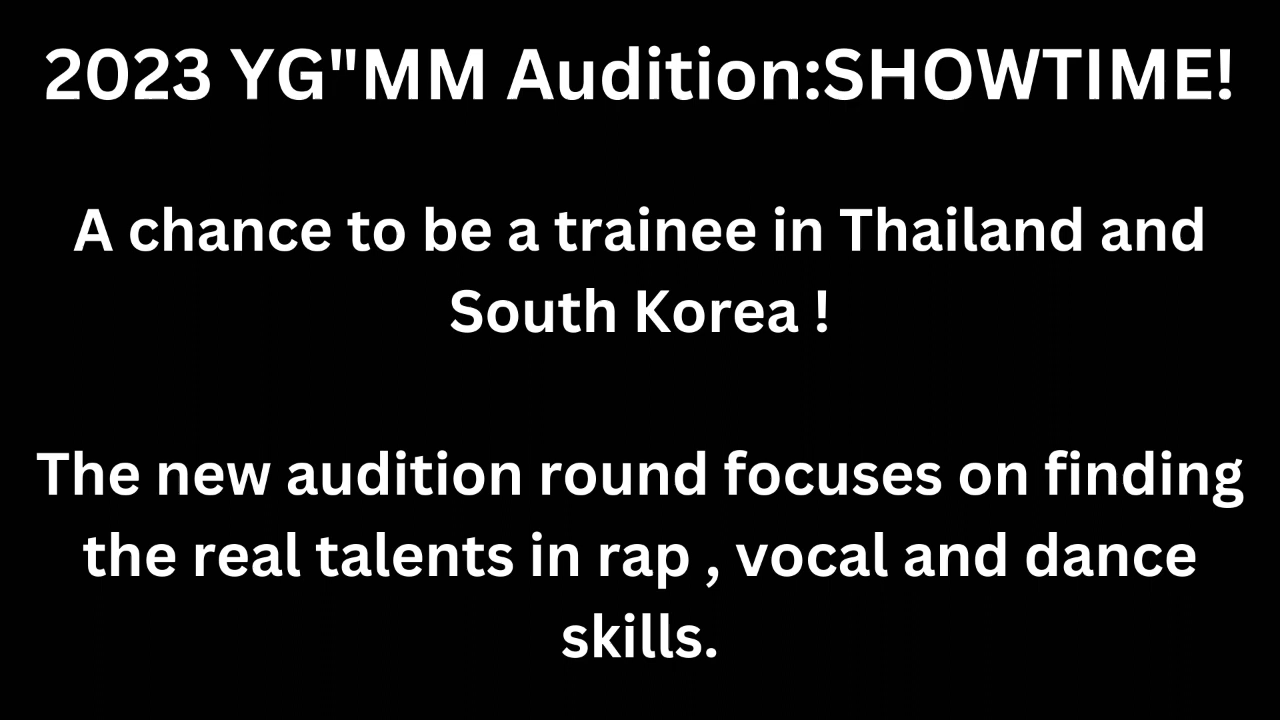 2023 YG"MM Audition:SHOWTIME!
A chance to be a trainee in Thailand and
South Korea !
The new audition round focuses on finding
the real talents in rap , vocal and dance
skills.